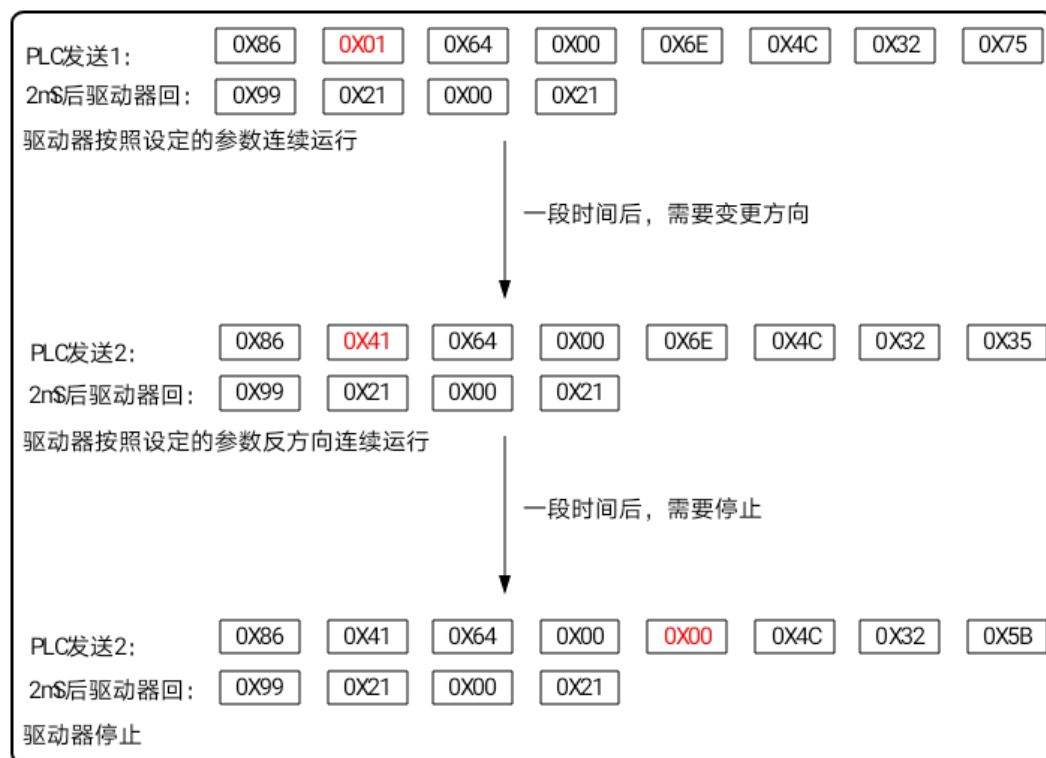 PLC发送1: 0X86 0X01 0X64 0X00 0X6E 0X4C 0X32 0X75
2mS后驱动器回: 0X99 0X21 0X00 0X21
驱动器按照设定的参数连续运行
一段时间后，需要变更方向
PLC发送2: 0X86 0X41 0X64 0X00 0X6E 0X4C 0X32 0X35
2mS后驱动器回: 0X99 0X21 0X00 0X21
驱动器按照设定的参数反方向连续运行
一段时间后，需要停止
PLC发送2: 0X86 0X41 0X64 0X00 0X00 0X4C 0X32 0X5B
2mS后驱动器回: 0X99 0X21 0X00 0X21
驱动器停止